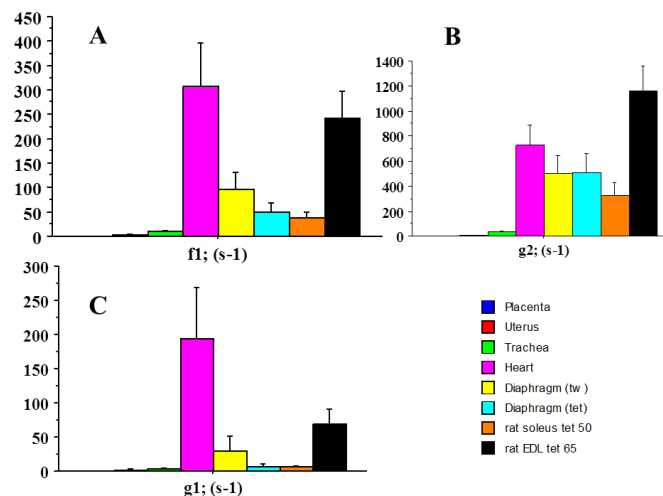 A
450
400
350
300
250
200
150
100
50
0
f1; (s-1)
B
1400
1200
1000
800
600
400
200
0
g2; (s-1)
C
300
250
200
150
100
50
0
g1; (s-1)
Placenta
Uterus
Trachea
Heart
Diaphragm (tw )
Diaphragm (tet)
rat soleus tet 50
rat EDL tet 65